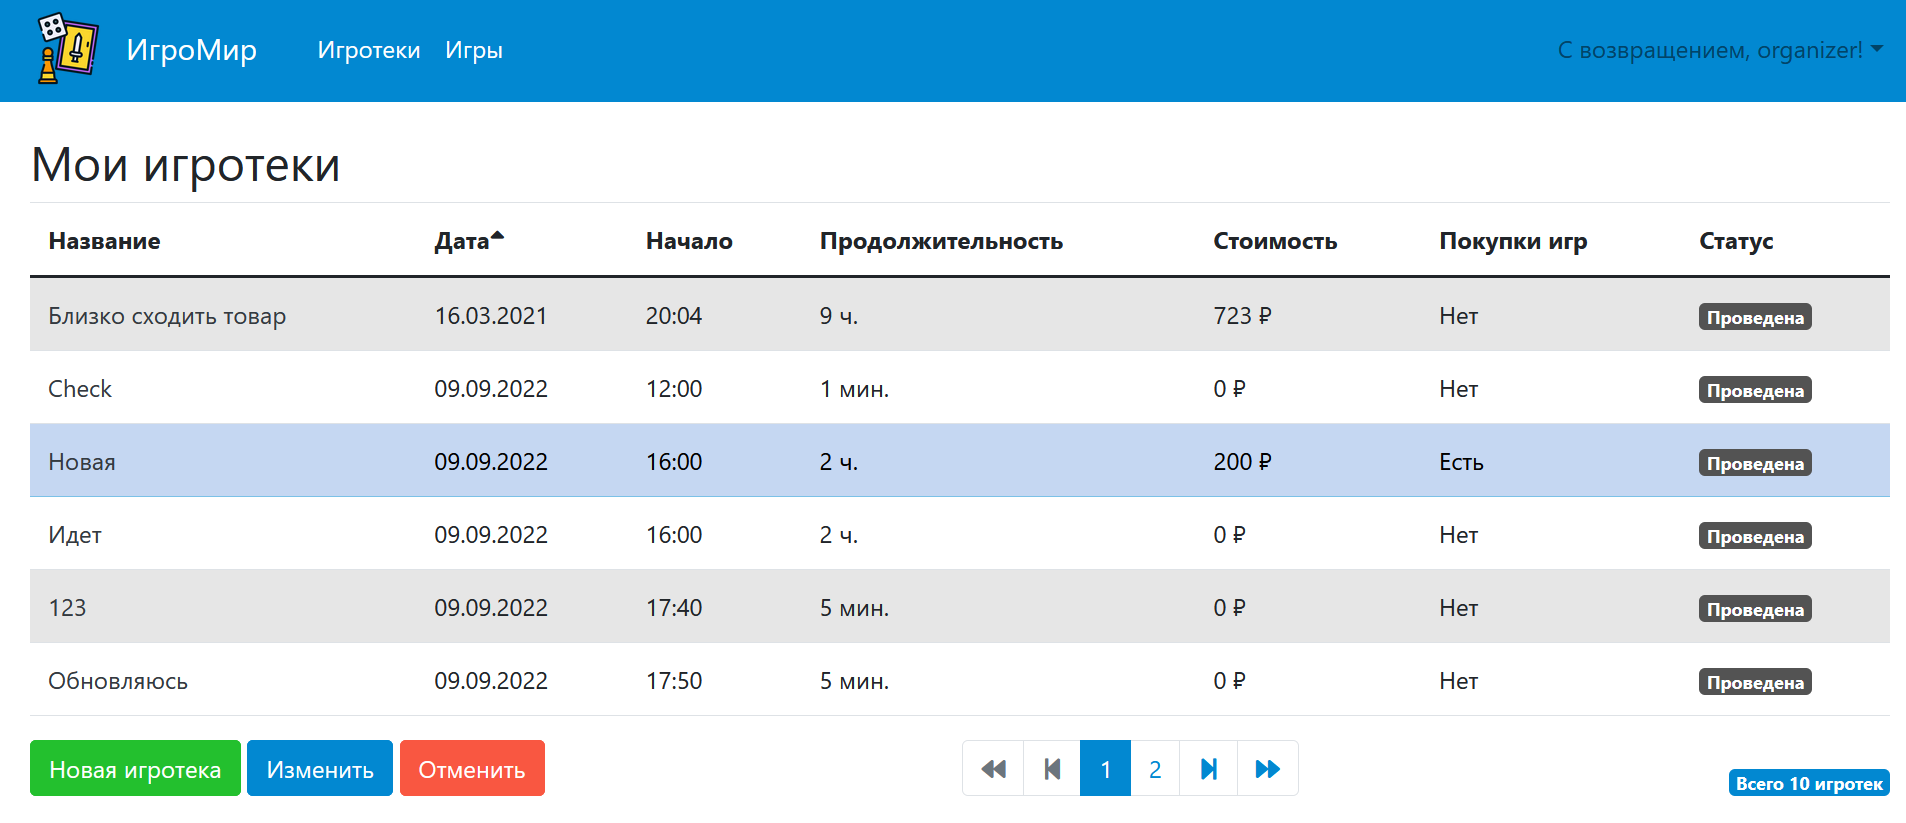 ИгроМир Игротеки Игры С возвращением, organizer!
Мои игротеки
Название Дата Начало Продолжительность Стоимость Покупки игр Статус
Близко сходить товар 16.03.2021 20:04 9 ч. 723 ₽ Нет Проведена
Check 09.09.2022 12:00 1 мин. 0 ₽ Нет Проведена
Новая 09.09.2022 16:00 2 ч. 200 ₽ Есть Проведена
Идет 09.09.2022 16:00 2 ч. 0 ₽ Нет Проведена
123 09.09.2022 17:40 5 мин. 0 ₽ Нет Проведена
Обновляюсь 09.09.2022 17:50 5 мин. 0 ₽ Нет Проведена
Новая игротека Изменить Отменить 1 2 Всего 10 игротек